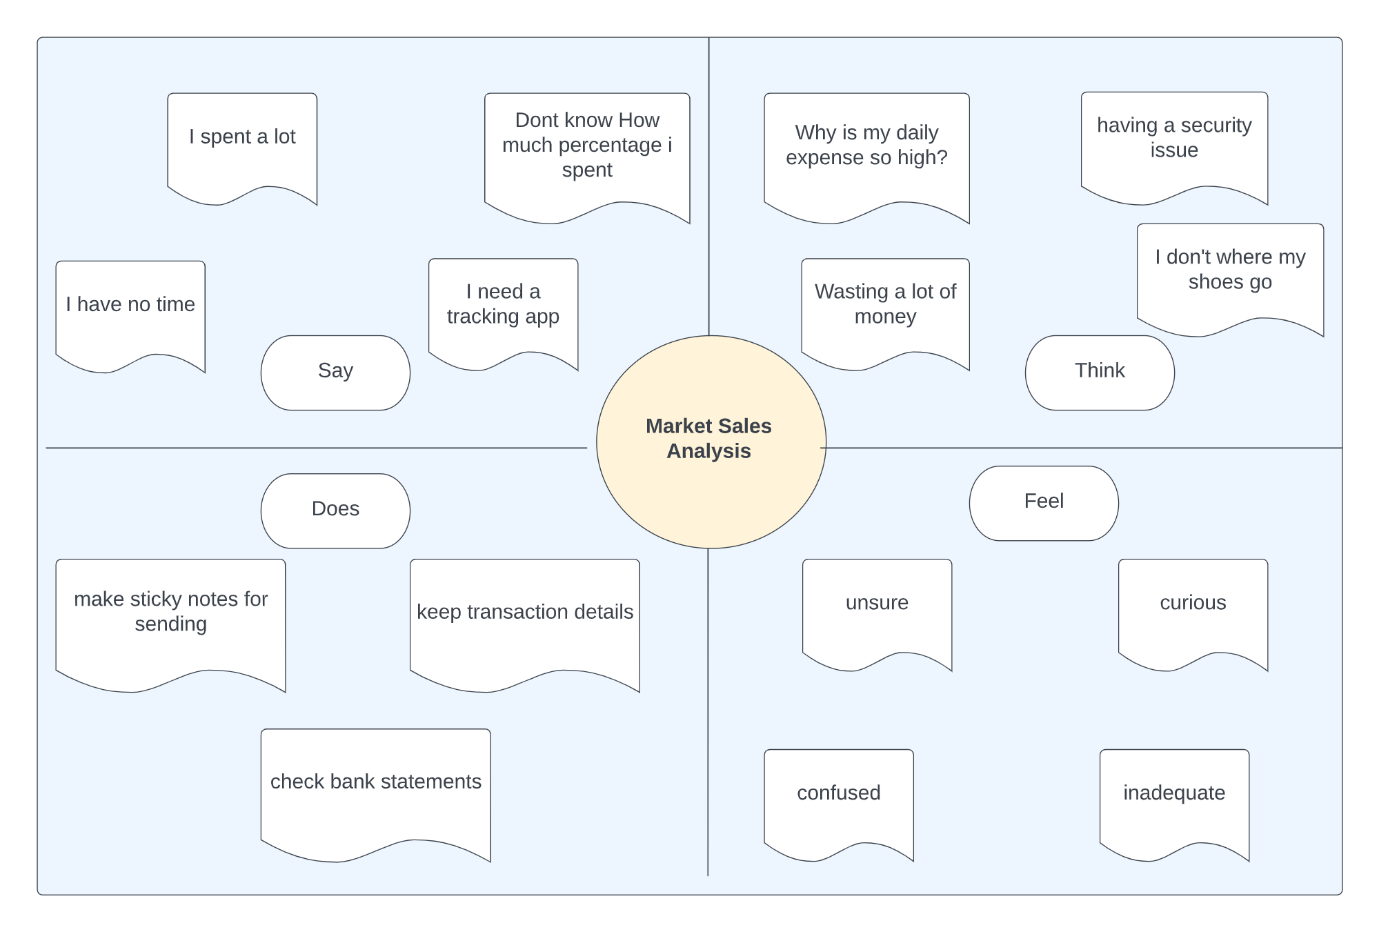 I spent a lot
Dont know How
much percentage i
spent
I have no time
I need a
tracking app
Say
Why is my daily
expense so high?
having a security
issue
Wasting a lot of
money
I don't where my
shoes go
Think
Market Sales
Analysis
Does
make sticky notes for
sending
keep transaction details
check bank statements
Feel
unsure
curious
confused
inadequate